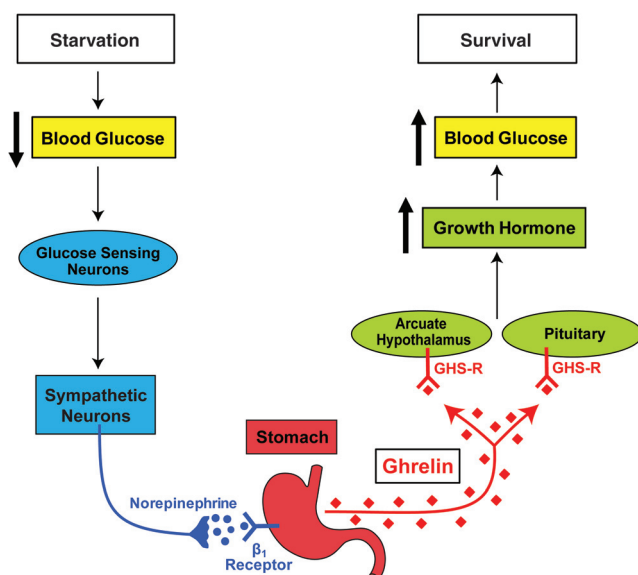 Starvation
Blood Glucose
Glucose Sensing
Neurons
Sympathetic
Neurons
Norepinephrine
β1
Receptor
Stomach
Ghrelin
GHS-R
GHS-R
Arcuate
Hypothalamus
Pituitary
Growth Hormone
Blood Glucose
Survival